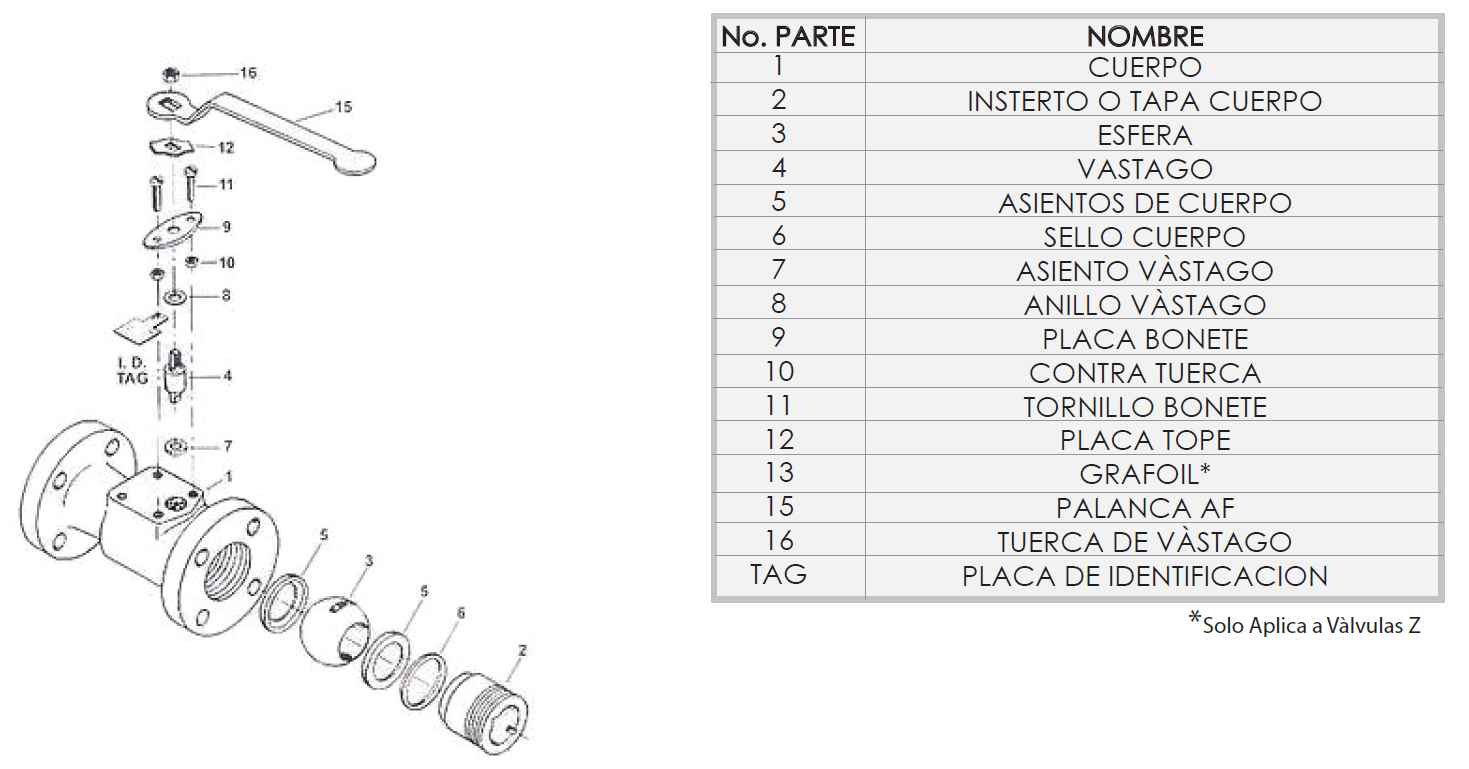 16
15
12
11
9
10
8
I. D.
TAG
4
7
1
5
3
5
6
2
No. PARTE NOMBRE
1 CUERPO
2 INSTERTO O TAPA CUERPO
3 ESFERA
4 VASTAGO
5 ASIENTOS DE CUERPO
6 SELLO CUERPO
7 ASIENTO VÀSTAGO
8 ANILLO VÀSTAGO
9 PLACA BONETE
10 CONTRA TUERCA
11 TORNILLO BONETE
12 PLACA TOPE
13 GRAFOIL*
15 PALANCA AF
16 TUERCA DE VÀSTAGO
TAG PLACA DE IDENTIFICACION
*Solo Aplica a Vàlvulas Z